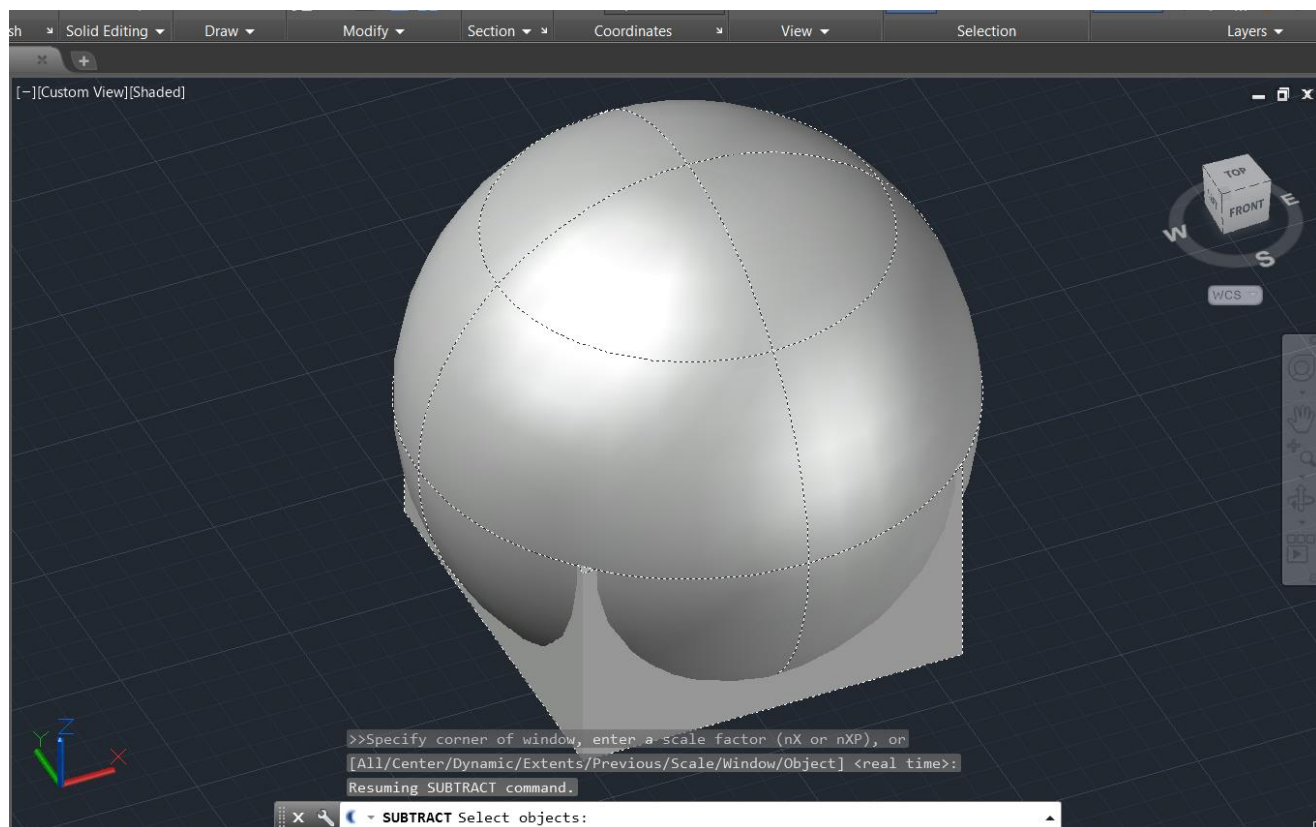 sh Solid Editing Draw Modify Section Coordinates View Selection Layers
[−][Custom View][Shaded]
TOP
FRONT
E
W
S
WCS
Z
Y
X
>>Specify corner of window, enter a scale factor (nX or nXP), or
[All/Center/Dynamic/Extents/Previous/Scale/Window/Object] <real time>:
Resuming SUBTRACT command.
SUBTRACT Select objects: